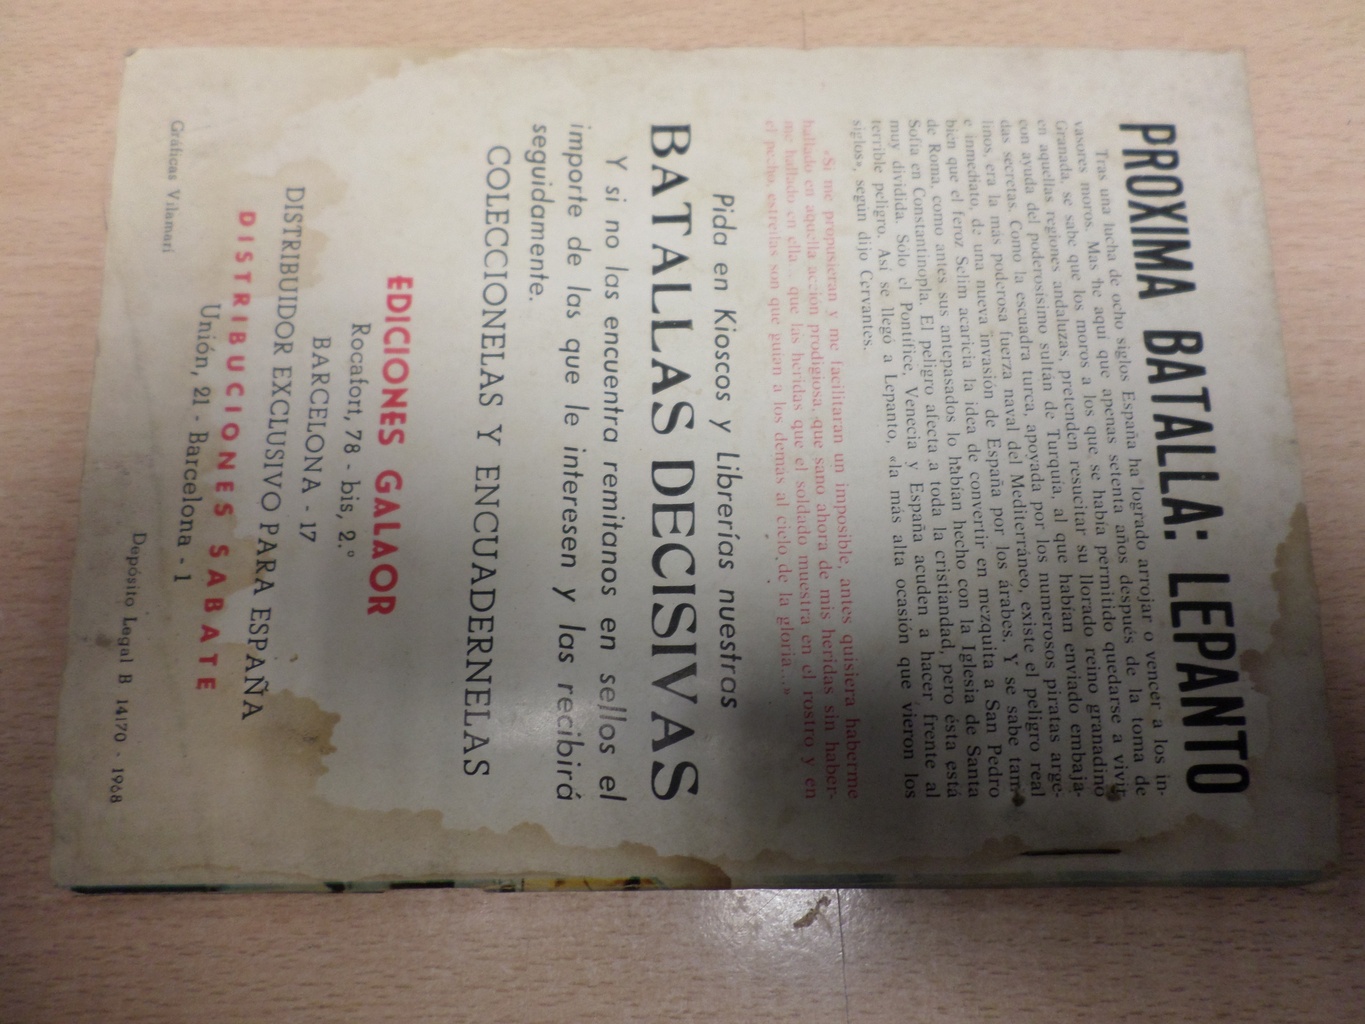 PROXIMA BATALLA: LEPANTO
Tras una lucha de ocho siglos España ha logrado arrojar o vencer a los in-
vasores moros. Mas he aquí que apenas setenta años después de la toma de
Granada, se sabe que los moros a los que se había permitido quedarse a vivir
en aquellas regiones andaluzas, pretenden resucitar su llorado reino granadino
con ayuda del poderosísimo sultán de Turquía, al que habían enviado embaja-
das secretas. Como la escuadra turca, apoyada por los numerosos piratas arge-
linos, era la más poderosa fuerza naval del Mediterráneo, existe el peligro real
e inmediato, de una nueva invasión de España por los árabes. Y se sabe tam-
bién que el feroz Selim acaricia la idea de convertir en mezquita a San Pedro
de Roma, como antes sus antepasados lo habían hecho con la Iglesia de Santa
Sofía en Constantinopla. El peligro afecta a toda la cristiandad, pero ésta está
muy dividida. Solo el Pontífice, Venecia y España acuden a hacer frente al
terrible peligro. Así se llegó a Lepanto, «la más alta ocasión que vieron los
siglos», según dijo Cervantes.
«Si me propusieran y me facilitaran un imposible, antes quisiera haberme
hallado en aquella acción prodigiosa, que sano ahora de mis heridas sin haber-
me hallado en ella... que las heridas que el soldado muestra en el rostro y en
el pecho, estrellas son que guían a los demás al cielo de la gloria...»
Pida en Kioscos y Librerías nuestras
BATALLAS DECISIVAS
Y si no las encuentra remitanos en sellos el
importe de las que le interesen y las recibirá
seguidamente.
COLECCIONELAS Y ENCUADERNELAS
EDICIONES GALAOR
Rocafort, 78 - bis, 2.º
BARCELONA - 17
DISTRIBUIDOR EXCLUSIVO PARA ESPAÑA
DISTRIBUCIONES SABATE
Unión, 21 - Barcelona - 1
Gráficas Vilamarí
Depósito Legal B 14170 - 1968